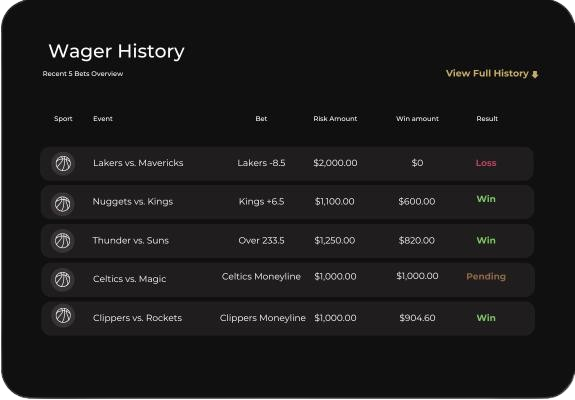 Wager History
Recent 5 Bets Overview
View Full History
Sport Event Bet Risk Amount Win amount Result
Lakers vs. Mavericks Lakers -8.5 $2,000.00 $0 Loss
Nuggets vs. Kings Kings +6.5 $1,100.00 $600.00 Win
Thunder vs. Suns Over 233.5 $1,250.00 $820.00 Win
Celtics vs. Magic Celtics Moneyline $1,000.00 $1,000.00 Pending
Clippers vs. Rockets Clippers Moneyline $1,000.00 $904.60 Win